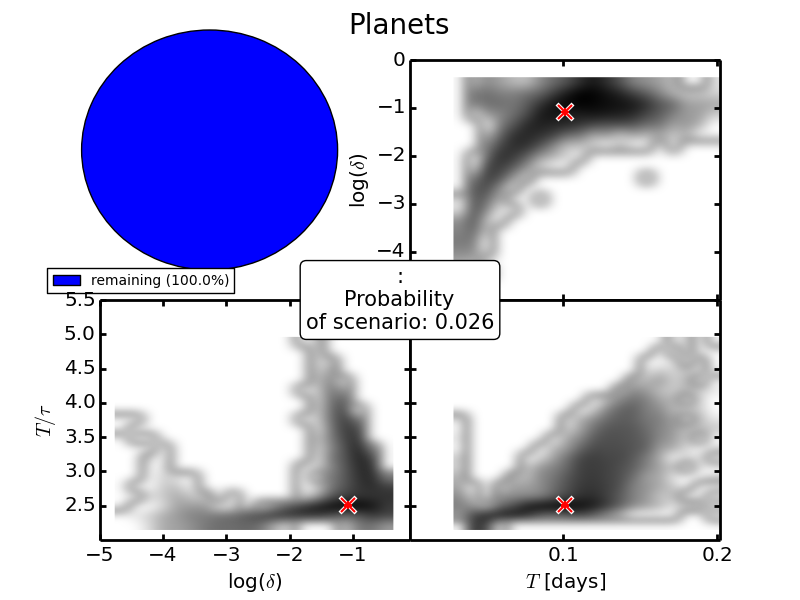 Planets
0
−1
−2
−3
−4
log(δ)
remaining (100.0%)
:
Probability
of scenario: 0.026
5.5
5.0
4.5
4.0
3.5
3.0
2.5
T/τ
−5 −4 −3 −2 −1
log(δ)
0.1 0.2
T [days]